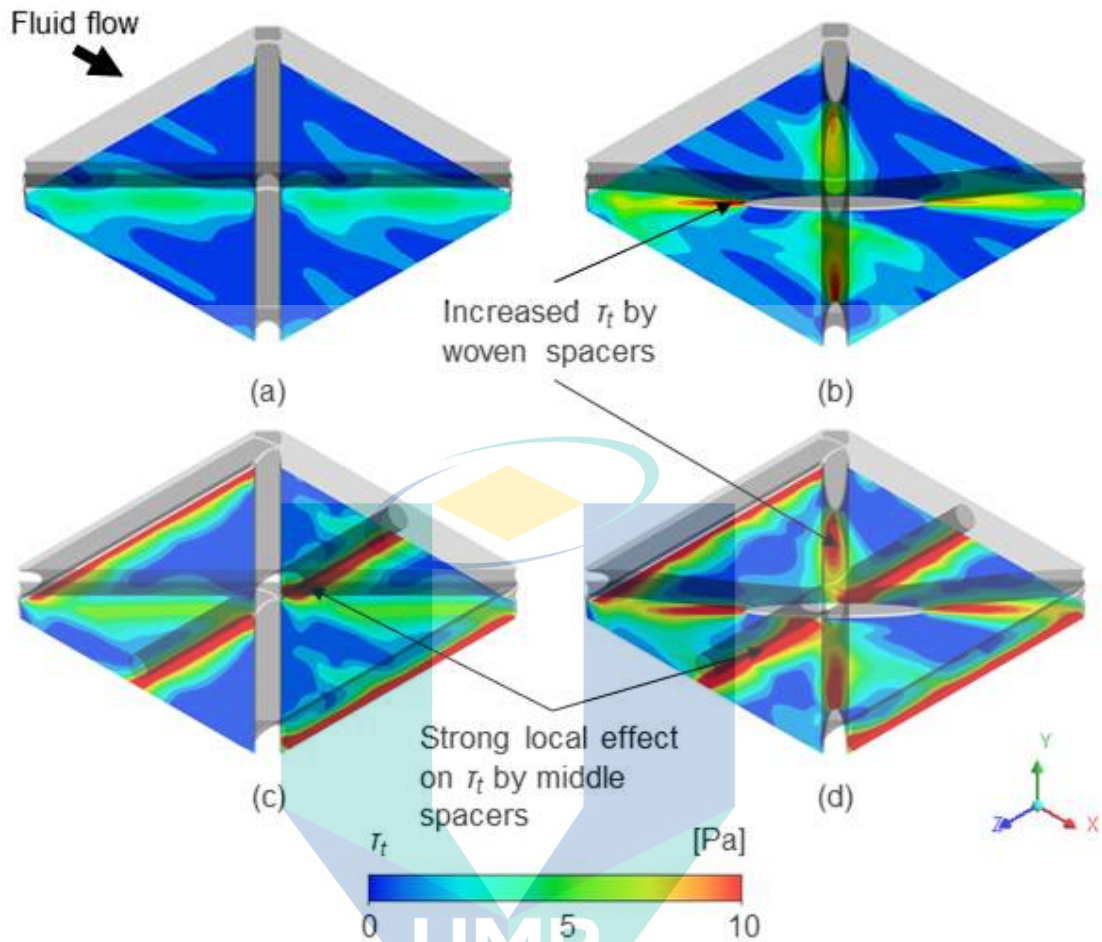 Fluid flow
(a)
(b)
Increased τt by
woven spacers
(c)
(d)
Strong local effect
on τt by middle
spacers
Y
Z
X
τt
[Pa]
0
5
10
UMP